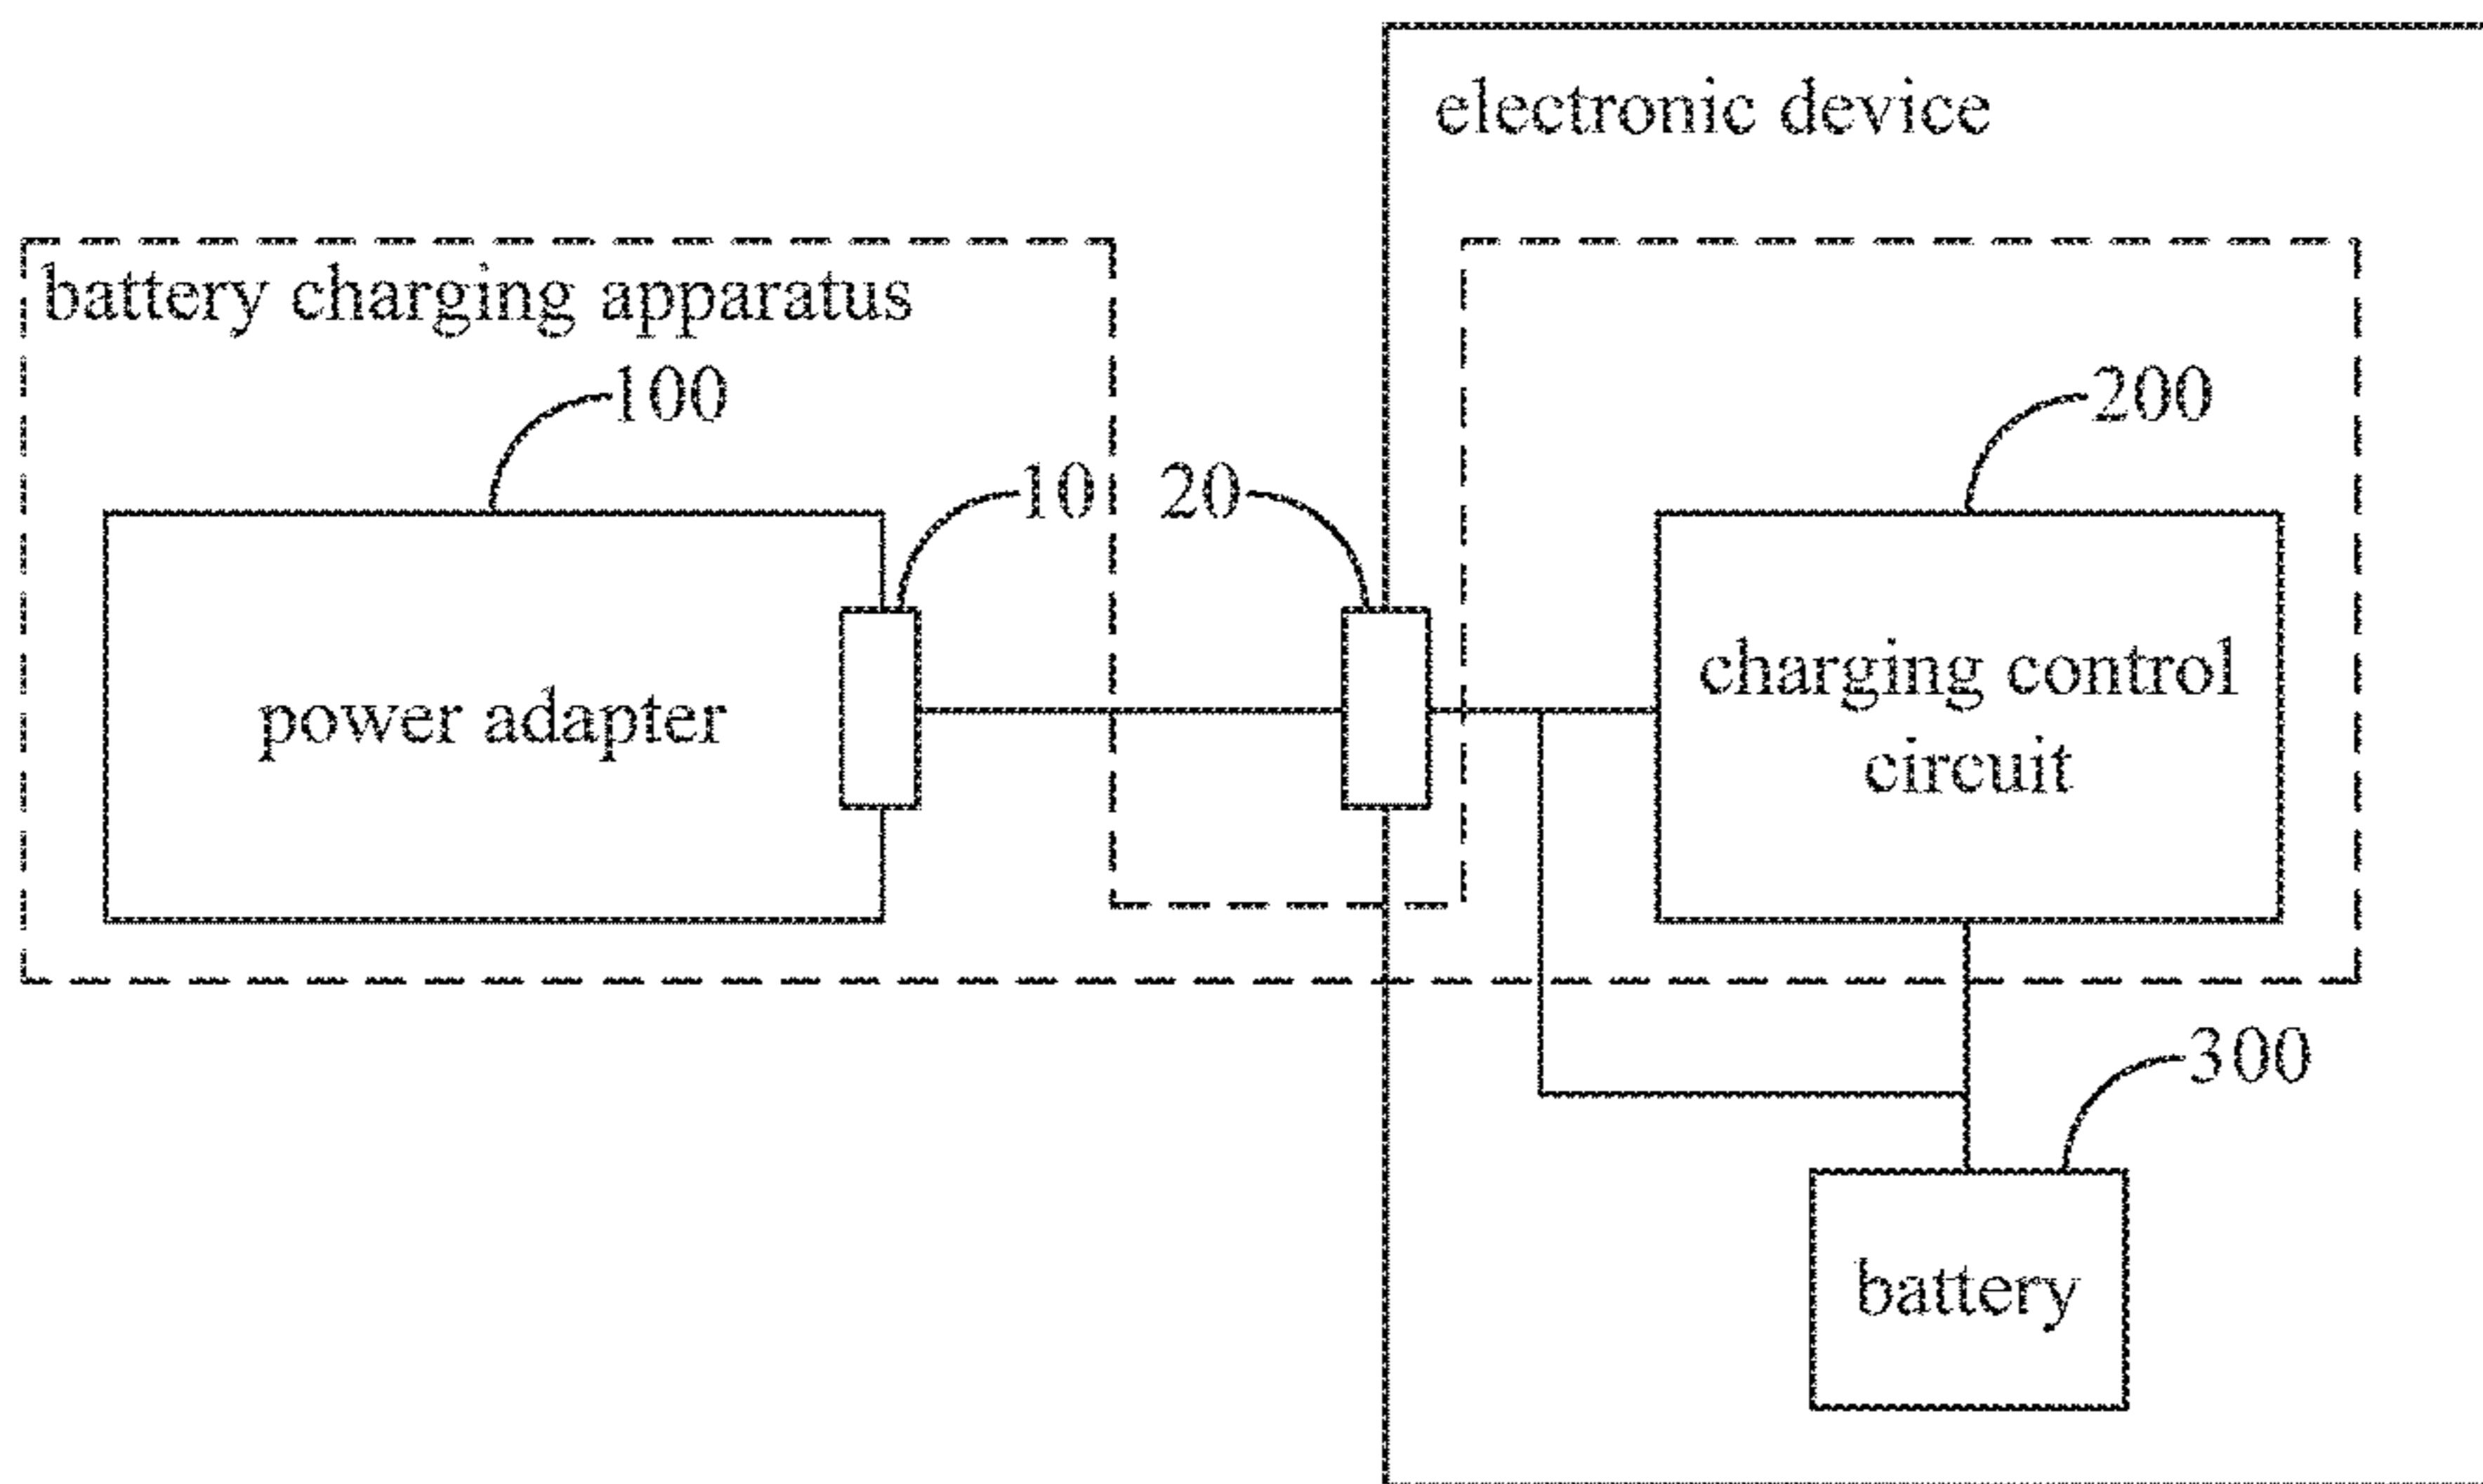 electronic device
battery charging apparatus
100
200
10
20
power adapter
charging control
circuit
300
battery